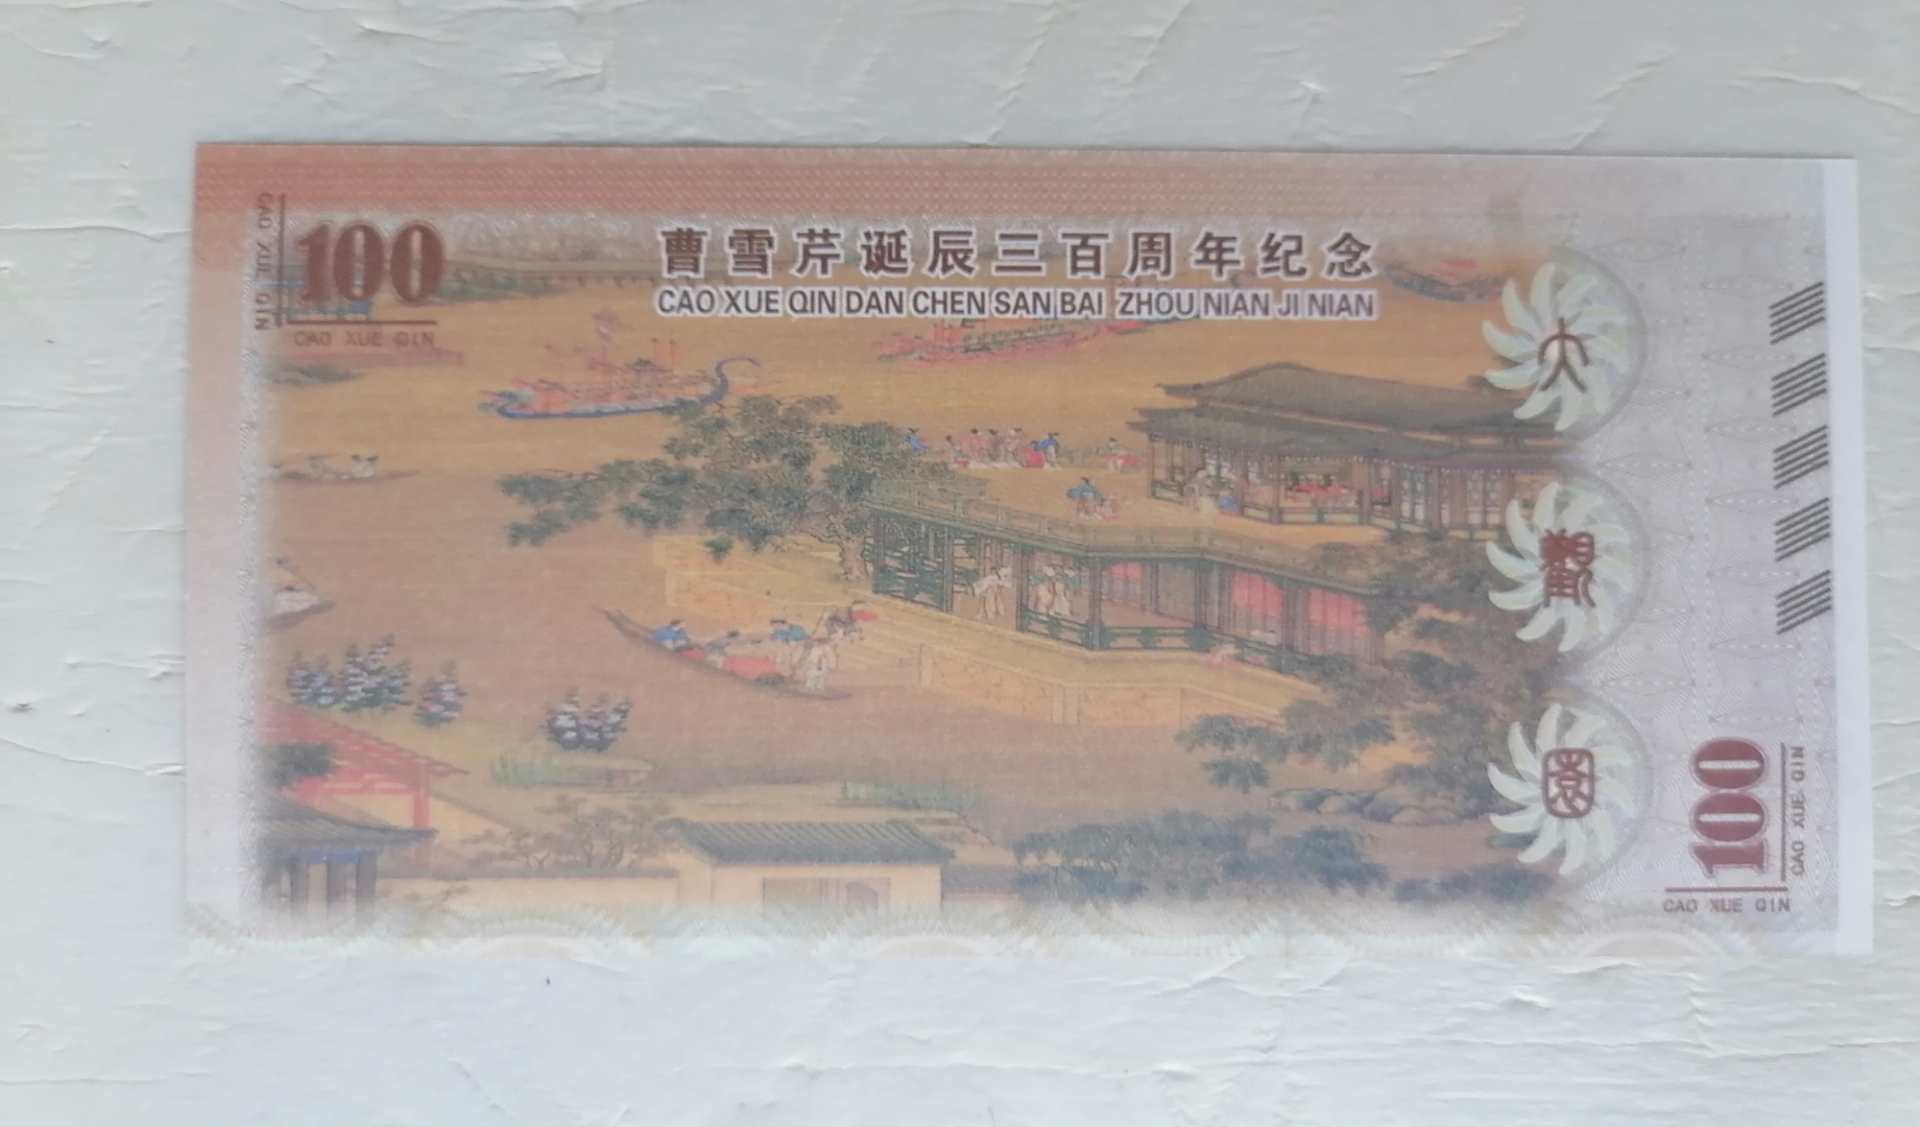 CAO XUE QIN
100
CAO XUE QIN
曹雪芹诞辰三百周年纪念
CAO XUE QIN DAN CHEN SAN BAI ZHOU NIAN JI NIAN
大
觀
园
100
CAO XUE QIN
CAO XUE QIN